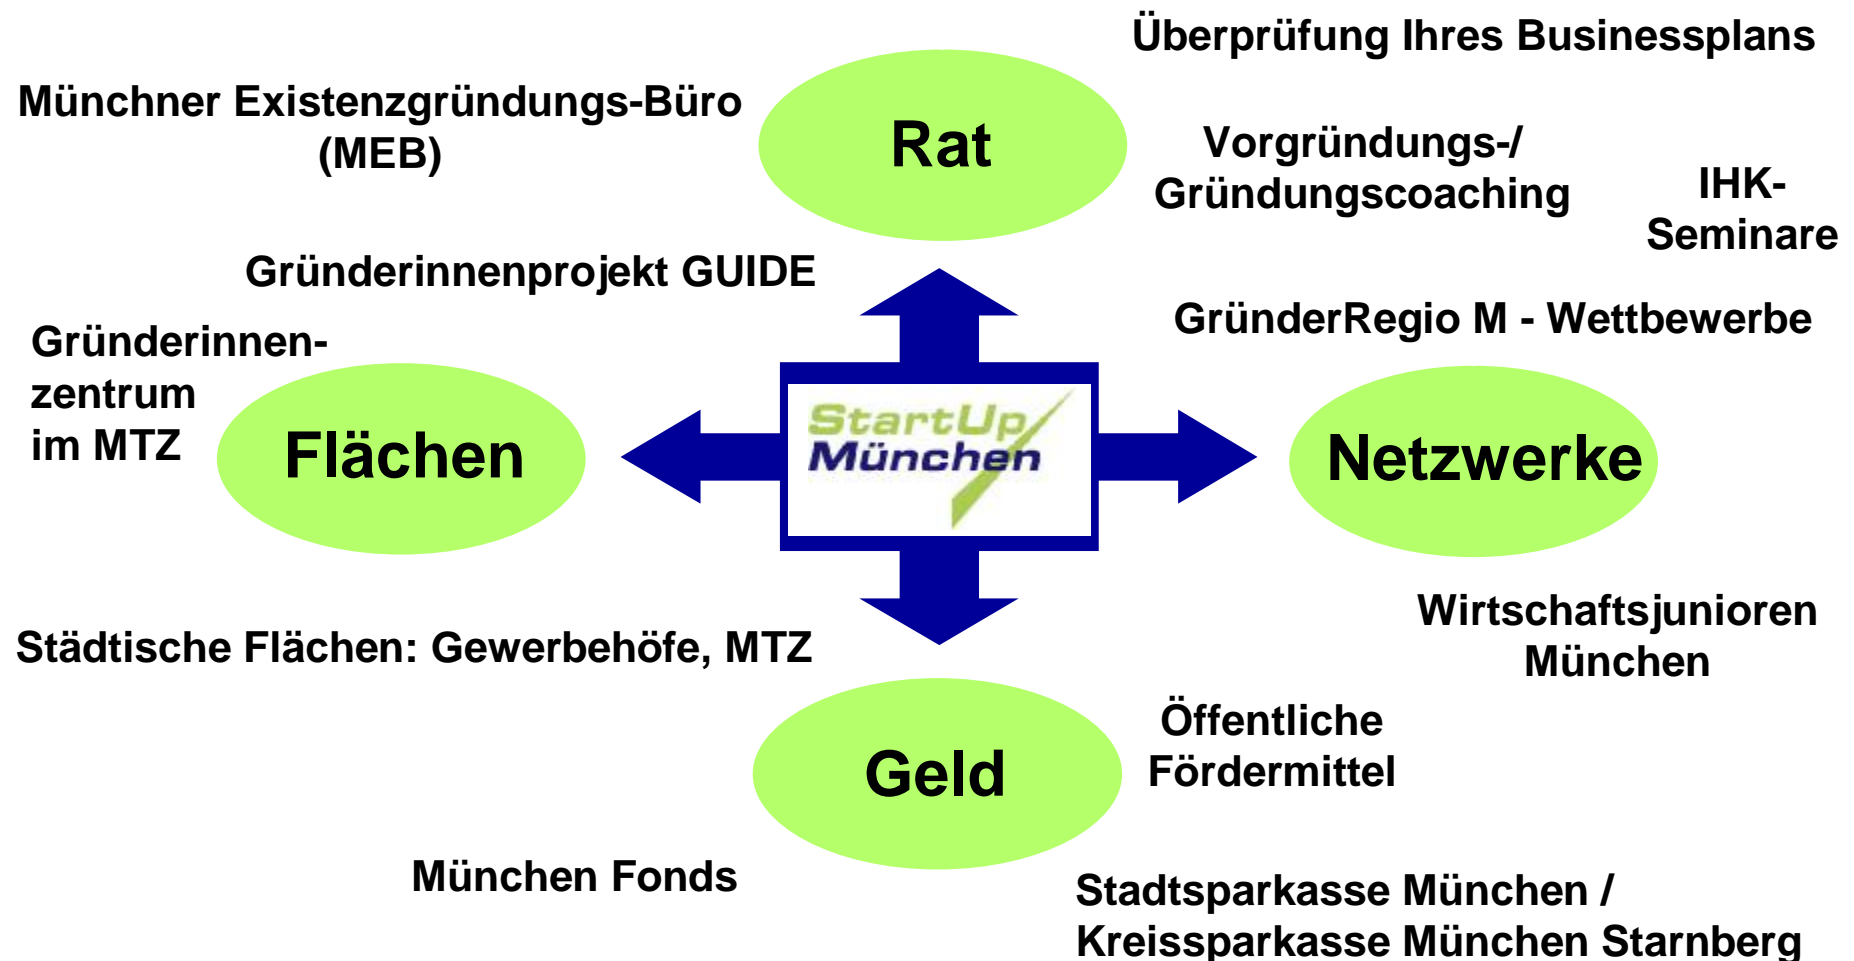 Überprüfung Ihres Businessplans
Münchner Existenzgründungs-Büro
(MEB)
Rat
Vorgründungs-/
Gründungscoaching
IHK-
Seminare
Gründerinnenprojekt GUIDE
GründerRegio M - Wettbewerbe
Gründerinnen-
zentrum
im MTZ
Flächen
StartUp
München
Netzwerke
Städtische Flächen: Gewerbehöfe, MTZ
Wirtschaftsjunioren
München
Geld
Öffentliche
Fördermittel
München Fonds
Stadtsparkasse München /
Kreissparkasse München Starnberg